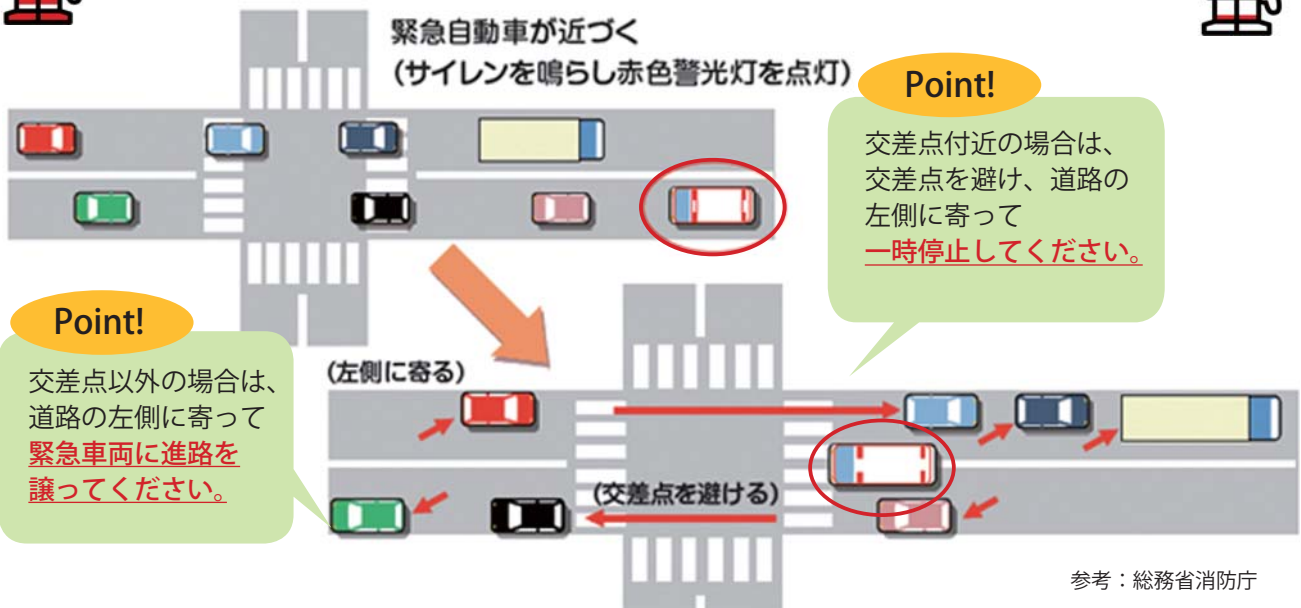 緊急自動車が近づく
(サイレンを鳴らし赤色警光灯を点灯)
Point!
交差点付近の場合は、
交差点を避け、道路の
左側に寄って
一時停止してください。
Point!
交差点以外の場合は、
道路の左側に寄って
緊急車両に進路を
譲ってください。
(左側に寄る)
(交差点を避ける)
参考：総務省消防庁